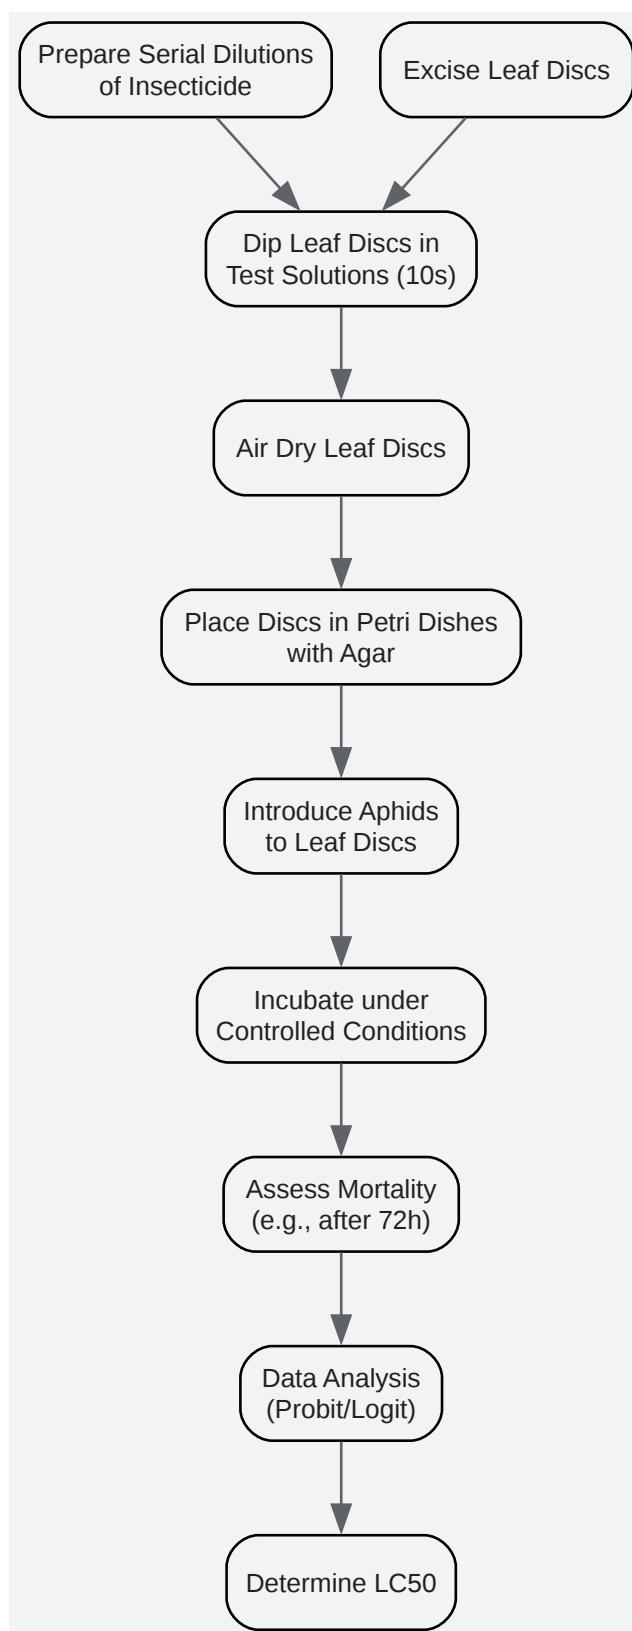 Prepare Serial Dilutions
of Insecticide
Excise Leaf Discs
Dip Leaf Discs in
Test Solutions (10s)
Air Dry Leaf Discs
Place Discs in Petri Dishes
with Agar
Introduce Aphids
to Leaf Discs
Incubate under
Controlled Conditions
Assess Mortality
(e.g., after 72h)
Data Analysis
(Probit/Logit)
Determine LC50